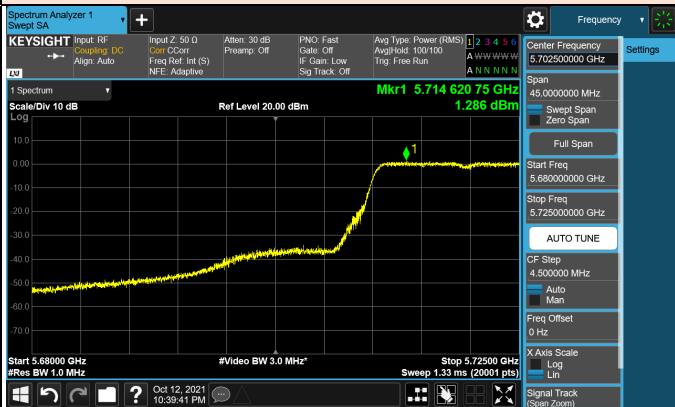 Spectrum Analyzer 1
Swept SA
Frequency
KEYSIGHT
Input: RF
Coupling: DC
Align: Auto
Input Z: 50 Ω
Corr CCorr
Freq Ref: Int (S)
NFE: Adaptive
Atten: 30 dB
Preamp: Off
PNO: Fast
Gate: Off
IF Gain: Low
Sig Track: Off
Avg Type: Power (RMS)
Avg|Hold: 100/100
Trig: Free Run
1 2 3 4 5 6
A W W W W W
A N N N N N
LXI
1 Spectrum
Scale/Div 10 dB
Ref Level 20.00 dBm
Mkr1 5.714 620 75 GHz
1.286 dBm
Log
10.0
0.00
-10.0
-20.0
-30.0
-40.0
-50.0
-60.0
-70.0
1
Start 5.68000 GHz
#Res BW 1.0 MHz
#Video BW 3.0 MHz*
Stop 5.72500 GHz
Sweep 1.33 ms (20001 pts)
Oct 12, 2021
10:39:41 PM
?
Center Frequency
5.702500000 GHz
Settings
Span
45.0000000 MHz
Swept Span
Zero Span
Full Span
Start Freq
5.680000000 GHz
Stop Freq
5.725000000 GHz
AUTO TUNE
CF Step
4.500000 MHz
Auto
Man
Freq Offset
0 Hz
X Axis Scale
Log
Lin
Signal Track
(Span Zoom)